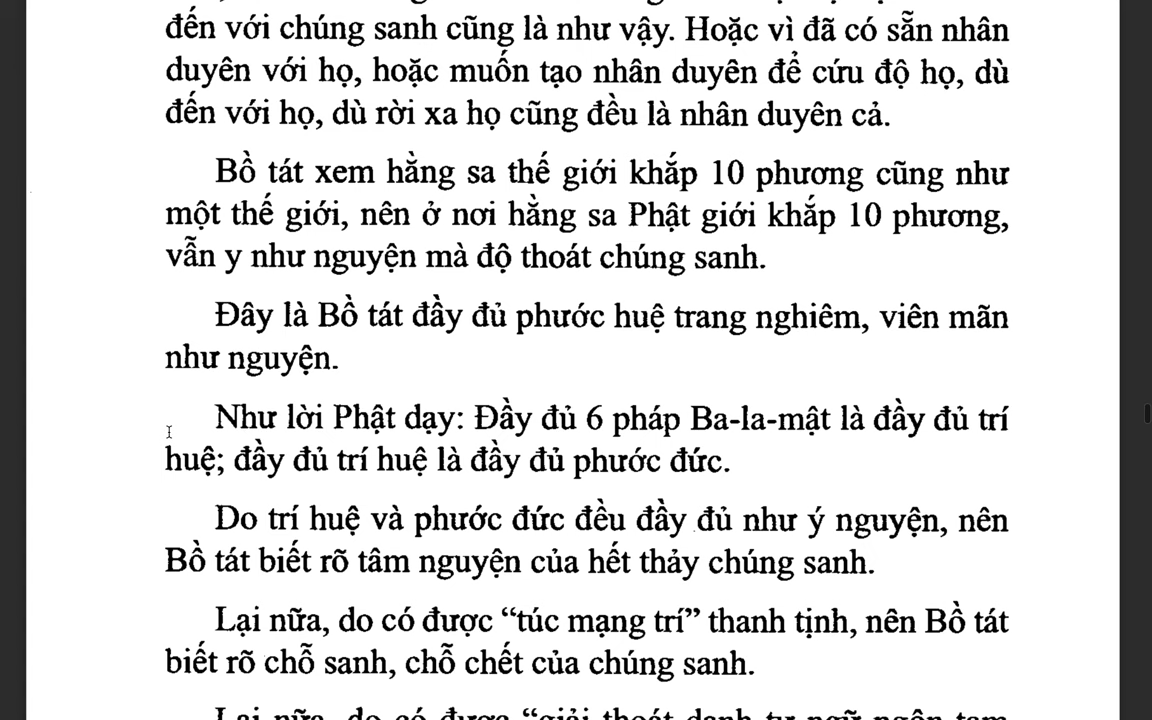 đến với chúng sanh cũng là như vậy. Hoặc vì đã có sẵn nhân
duyên với họ, hoặc muốn tạo nhân duyên để cứu độ họ, dù
đến với họ, dù rời xa họ cũng đều là nhân duyên cả.
Bồ tát xem hằng sa thế giới khắp 10 phương cũng như
một thế giới, nên ở nơi hằng sa Phật giới khắp 10 phương,
vẫn y như nguyện mà độ thoát chúng sanh.
Đây là Bồ tát đầy đủ phước huệ trang nghiêm, viên mãn
như nguyện.
Như lời Phật dạy: Đầy đủ 6 pháp Ba-la-mật là đầy đủ trí
huệ; đầy đủ trí huệ là đầy đủ phước đức.
Do trí huệ và phước đức đều đầy đủ như ý nguyện, nên
Bồ tát biết rõ tâm nguyện của hết thảy chúng sanh.
Lại nữa, do có được “túc mạng trí” thanh tịnh, nên Bồ tát
biết rõ chỗ sanh, chỗ chết của chúng sanh.
Lại nữa, do có được “giải thoát